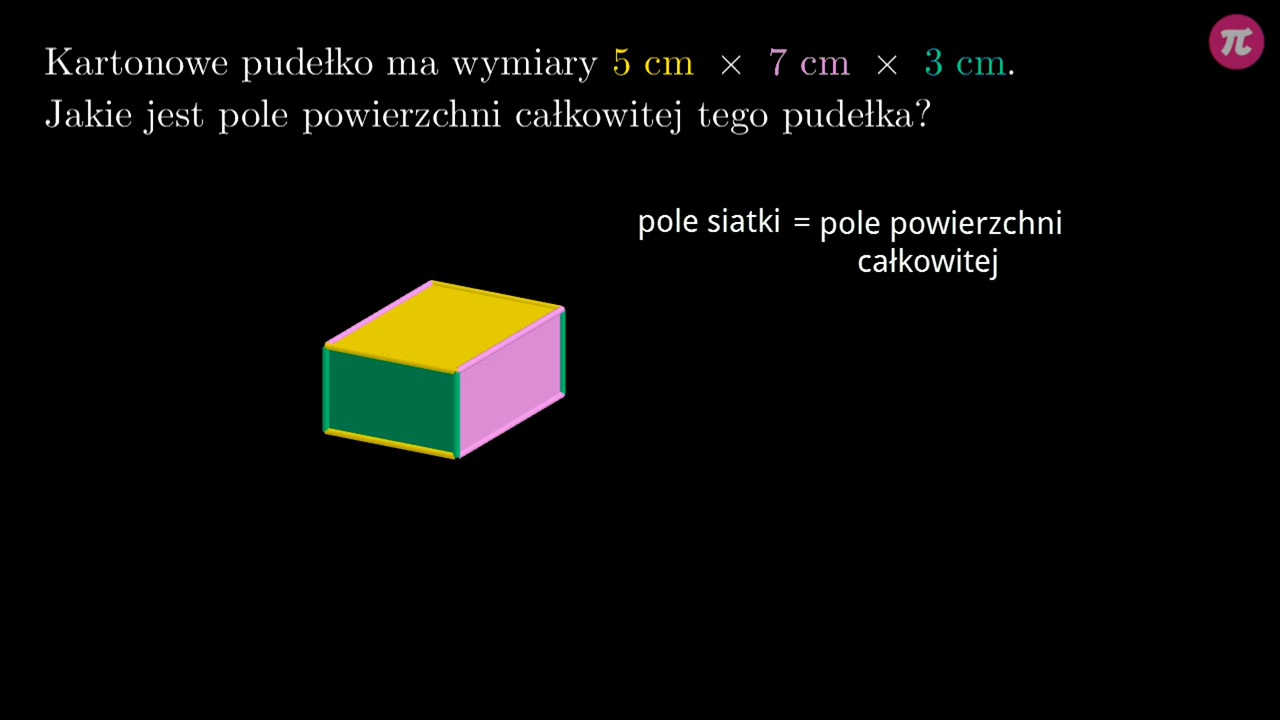 Kartonowe pudełko ma wymiary 5 cm × 7 cm × 3 cm.
Jakie jest pole powierzchni całkowitej tego pudełka?
pole siatki = pole powierzchni
całkowitej
π